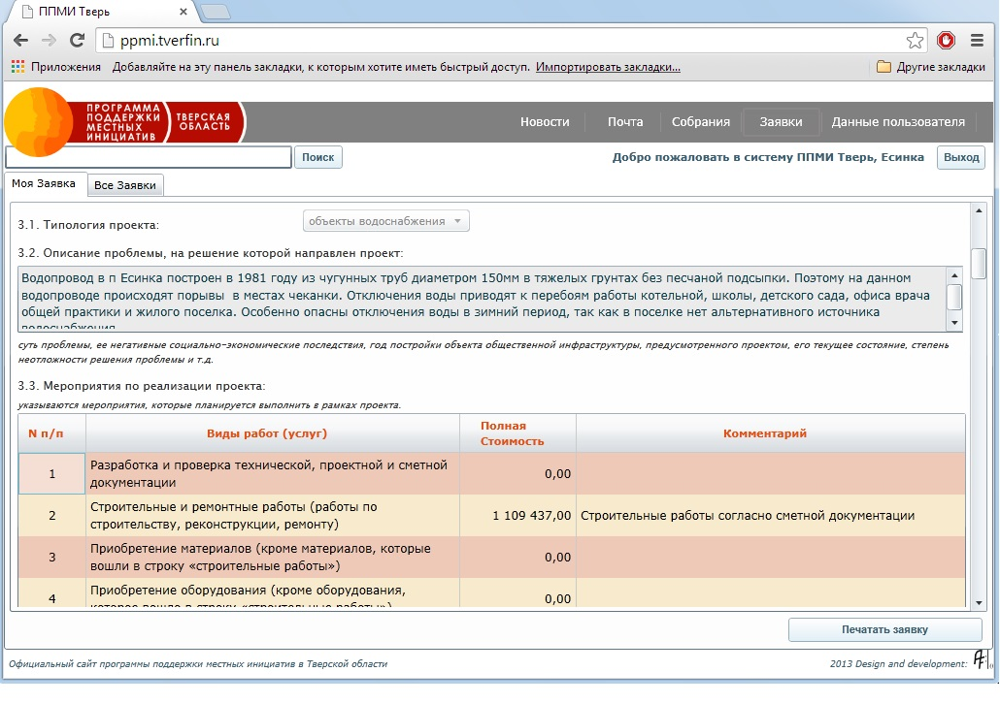 ППМИ Тверь
ppmi.tverfin.ru
Приложения Добавляйте на эту панель закладки, к которым хотите иметь быстрый доступ. Импортировать закладки... Другие закладки
ПРОГРАММА
ПОДДЕРЖКИ
МЕСТНЫХ
ИНИЦИАТИВ
ТВЕРСКАЯ
ОБЛАСТЬ
Новости Почта Собрания Заявки Данные пользователя
Поиск Добро пожаловать в систему ППМИ Тверь, Есинка Выход
Моя Заявка Все Заявки
3.1. Типология проекта: объекты водоснабжения
3.2. Описание проблемы, на решение которой направлен проект:
Водопровод в п Есинка построен в 1981 году из чугунных труб диаметром 150мм в тяжелых грунтах без песчаной подсыпки. Поэтому на данном
водопроводе происходят порывы в местах чеканки. Отключения воды приводят к перебоям работы котельной, школы, детского сада, офиса врача
общей практики и жилого поселка. Особенно опасны отключения воды в зимний период, так как в поселке нет альтернативного источника
водоснабжения
суть проблемы, ее негативные социально-экономические последствия, год постройки объекта общественной инфраструктуры, предусмотренного проектом, его текущее состояние, степень
неотложности решения проблемы и т.д.
3.3. Мероприятия по реализации проекта:
указываются мероприятия, которые планируется выполнить в рамках проекта.
N п/п Виды работ (услуг) Полная
Стоимость Комментарий
1 Разработка и проверка технической, проектной и сметной
документации 0,00
2 Строительные и ремонтные работы (работы по
строительству, реконструкции, ремонту) 1 109 437,00 Строительные работы согласно сметной документации
3 Приобретение материалов (кроме материалов, которые
вошли в строку «строительные работы») 0,00
4 Приобретение оборудования (кроме оборудования,
которое вошло в строку «строительные работы») 0,00
Печатать заявку
Официальный сайт программы поддержки местных инициатив в Тверской области 2013 Design and development: